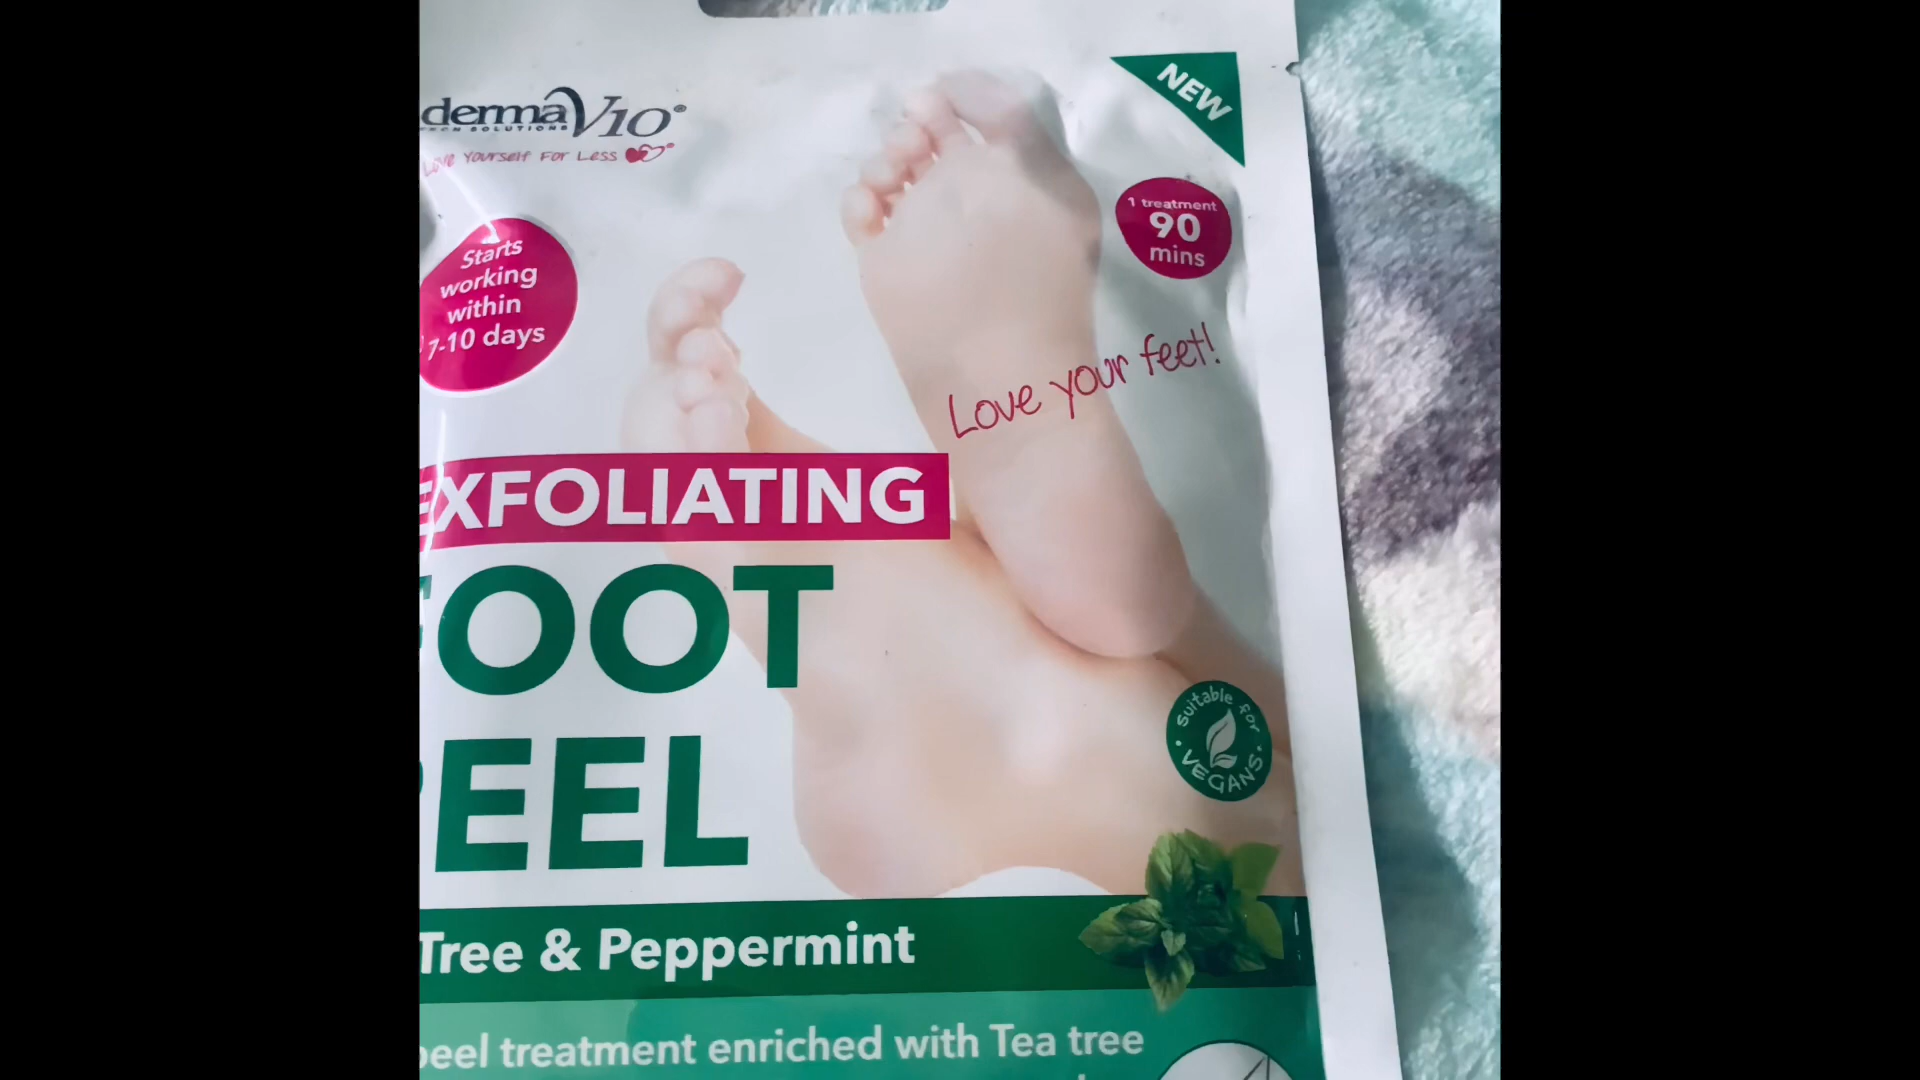 dermaV10®
SOLUTIONS
Love Yourself For Less
NEW
1 treatment
90
mins
Starts
working
within
7-10 days
Love your feet!
EXFOLIATING
FOOT
PEEL
suitable for
VEGANS
Tree & Peppermint
peel treatment enriched with Tea tree